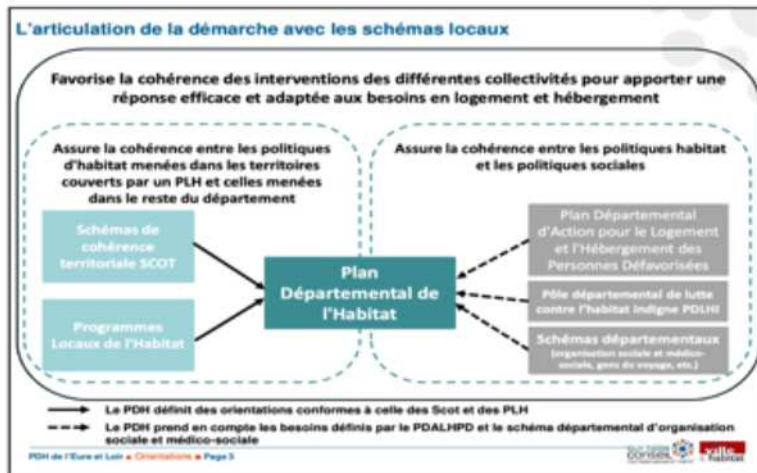 L'articulation de la démarche avec les schémas locaux
Favorise la cohérence des interventions des différentes collectivités pour apporter une
réponse efficace et adaptée aux besoins en logement et hébergement
Assure la cohérence entre les politiques
d'habitat menées dans les territoires
couverts par un PLH et celles menées
dans le reste du département
Schémas de
cohérence
territoriale SCOT
Programmes
Locaux de l'Habitat
Plan
Départemental de
l'Habitat
Assure la cohérence entre les politiques habitat
et les politiques sociales
Plan Départemental
d'Action pour le Logement
et l'Hébergement des
Personnes Défavorisées
Pôle départemental de lutte
contre l'habitat indigne PDLHI
Schémas départementaux
(organisation sociale et médico-
sociale, gens du voyage, etc.)
Le PDH définit des orientations conformes à celle des Scot et des PLH
Le PDH prend en compte les besoins définis par le PDALHPD et le schéma départemental d'organisation
sociale et médico-sociale
PDH de l'Eure et Loir ■ Orientations ■ Page 5
CONSEIL
ville
habitat